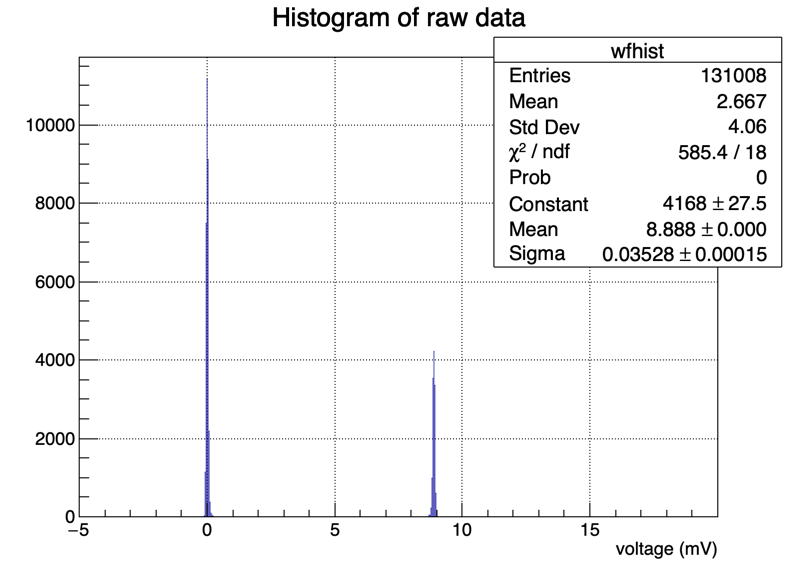 Histogram of raw data
wfhist
Entries 131008
Mean 2.667
Std Dev 4.06
χ² / ndf 585.4 / 18
Prob 0
Constant 4168 ± 27.5
Mean 8.888 ± 0.000
Sigma 0.03528 ± 0.00015
10000
8000
6000
4000
2000
0
−5 0 5 10 15
voltage (mV)